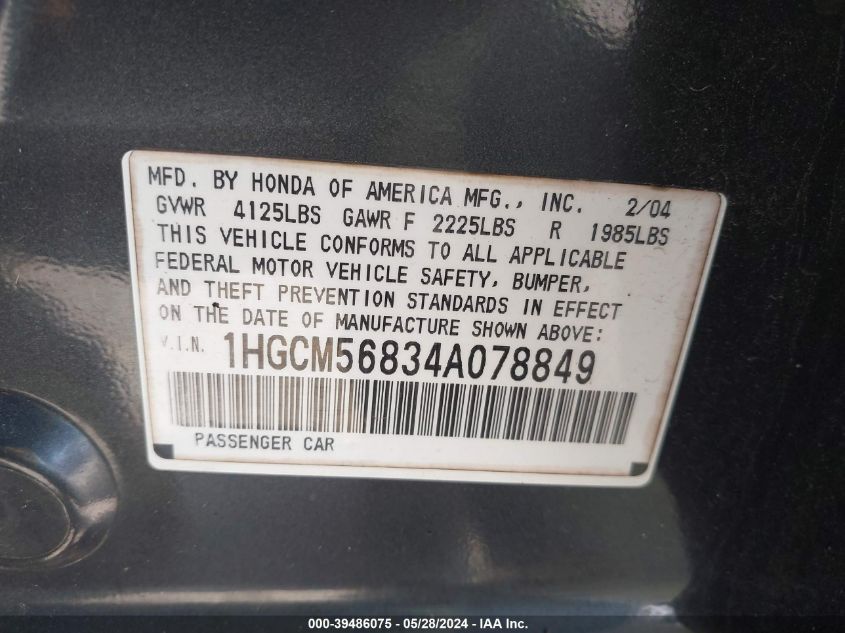 MFD. BY HONDA OF AMERICA MFG., INC. 2/04
GVWR 4125LBS GAWR F 2225LBS R 1985LBS
THIS VEHICLE CONFORMS TO ALL APPLICABLE
FEDERAL MOTOR VEHICLE SAFETY, BUMPER,
AND THEFT PREVENTION STANDARDS IN EFFECT
ON THE DATE OF MANUFACTURE SHOWN ABOVE:
V.I.N. 1HGCM56834A078849
PASSENGER CAR
000-39486075 / 05/28/2024 - IAA Inc.